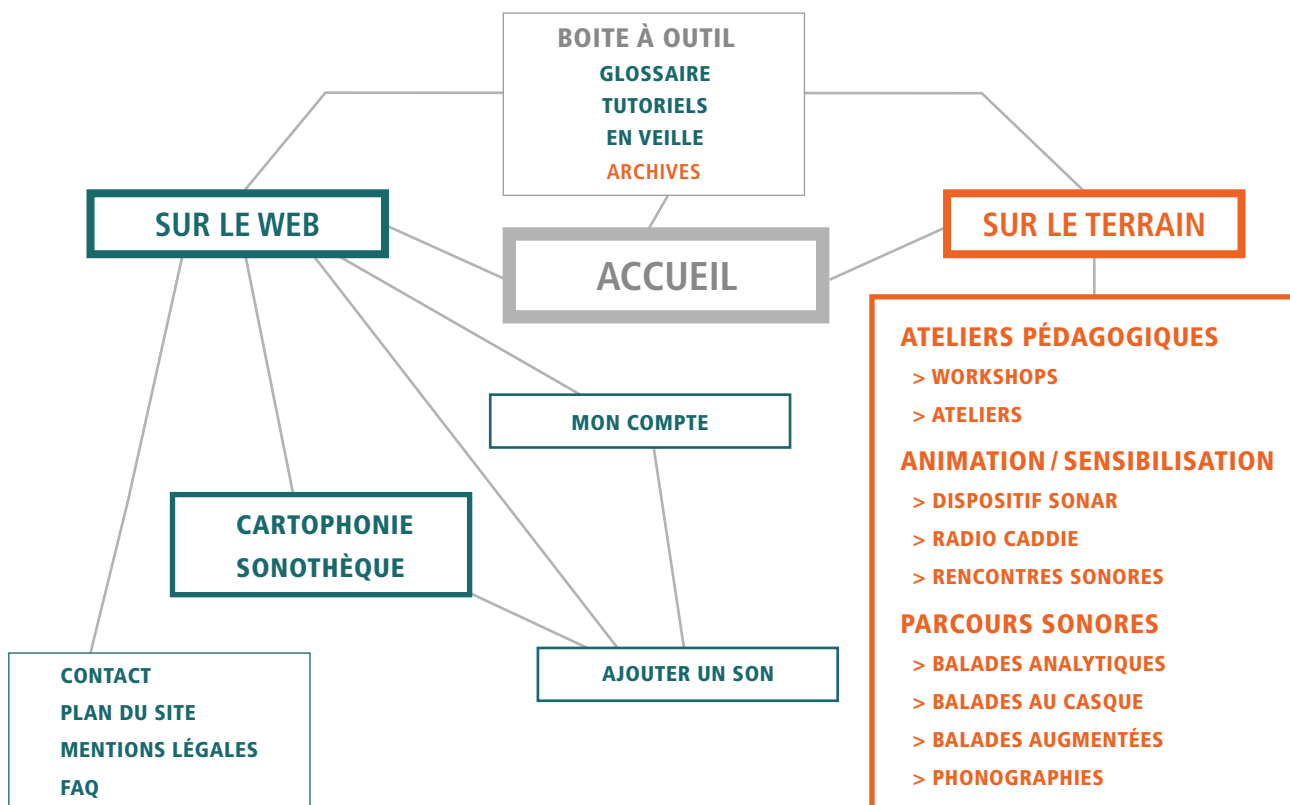 BOITE À OUTIL
GLOSSAIRE
TUTORIELS
EN VEILLE
ARCHIVES
SUR LE WEB
ACCUEIL
SUR LE TERRAIN
MON COMPTE
CARTOPHONIE
SONOTHÈQUE
AJOUTER UN SON
CONTACT
PLAN DU SITE
MENTIONS LÉGALES
FAQ
ATELIERS PÉDAGOGIQUES
> WORKSHOPS
> ATELIERS
ANIMATION / SENSIBILISATION
> DISPOSITIF SONAR
> RADIO CADDIE
> RENCONTRES SONORES
PARCOURS SONORES
> BALADES ANALYTIQUES
> BALADES AU CASQUE
> BALADES AUGMENTÉES
> PHONOGRAPHIES